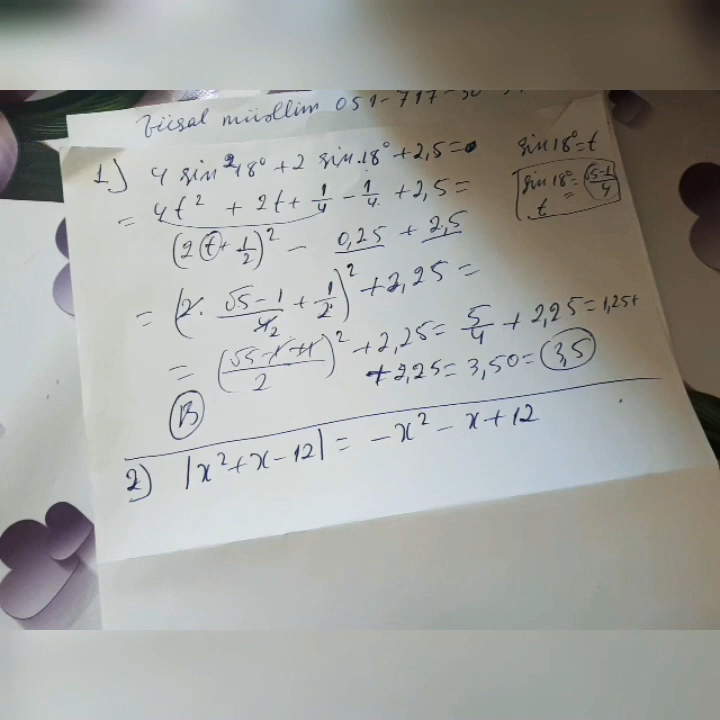 müəllim 051-717-
1) 4 sin²18° + 2 sin 18° + 2,5 =
sin 18° = t
= 4t² + 2t + 1/4 - 1/4 + 2,5 =
sin 18° = (√5-1)/4
t
(2t + 1/2)² - 0,25 + 2,5
= (2 · (√5-1)/4 2 + 1/2)² + 2,25 =
= ((√5-1+1)/2)² + 2,25 = 5/4 + 2,25 = 1,25+
+2,25 = 3,50 = 3,5
B
2) |x² + x - 12| = -x² - x + 12